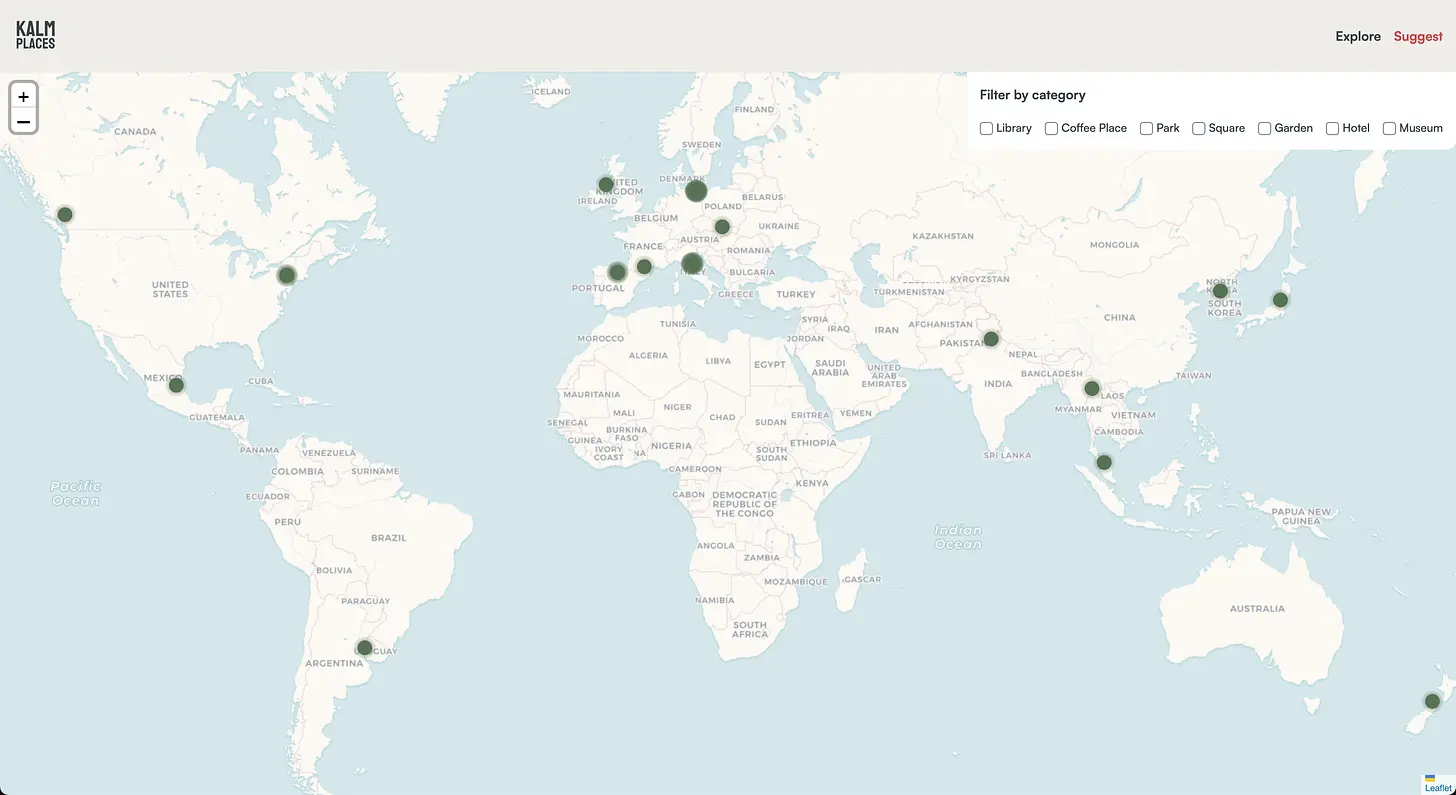 KALM
PLACES
Explore
Suggest
+
−
Filter by category
Library
Coffee Place
Park
Square
Garden
Hotel
Museum
ICELAND
FINLAND
CANADA
SWEDEN
DENMARK
UNITED
KINGDOM
IRELAND
BELARUS
POLAND
BELGIUM
UKRAINE
KAZAKHSTAN
AUSTRIA
FRANCE
MONGOLIA
ROMANIA
ITALY
BULGARIA
KYRGYZSTAN
UNITED
STATES
PORTUGAL
GREECE
TURKEY
TURKMENISTAN
NORTH
KOREA
SOUTH
KOREA
TUNISIA
SYRIA
IRAQ
IRAN
AFGHANISTAN
CHINA
MOROCCO
JORDAN
PAKISTAN
ALGERIA
LIBYA
EGYPT
SAUDI
ARABIA
NEPAL
UNITED
ARAB
EMIRATES
BANGLADESH
TAIWAN
MEXICO
CUBA
INDIA
MAURITANIA
LAOS
MALI
NIGER
CHAD
SUDAN
ERITREA
YEMEN
MYANMAR
VIETNAM
GUATEMALA
SENEGAL
BURKINA
FASO
CAMBODIA
GUINEA
IVORY
COAST
NA
NIGERIA
SOUTH
SUDAN
ETHIOPIA
PANAMA
VENEZUELA
SRI LANKA
COLOMBIA
SURINAME
CAMEROON
KENYA
Pacific
Ocean
ECUADOR
GABON
DEMOCRATIC
REPUBLIC OF
THE CONGO
PERU
PAPUA NEW
GUINEA
BRAZIL
Indian
Ocean
ANGOLA
ZAMBIA
BOLIVIA
MOZAMBIQUE
GASCAR
PARAGUAY
NAMIBIA
AUSTRALIA
SOUTH
AFRICA
UGUAY
ARGENTINA
Leaflet